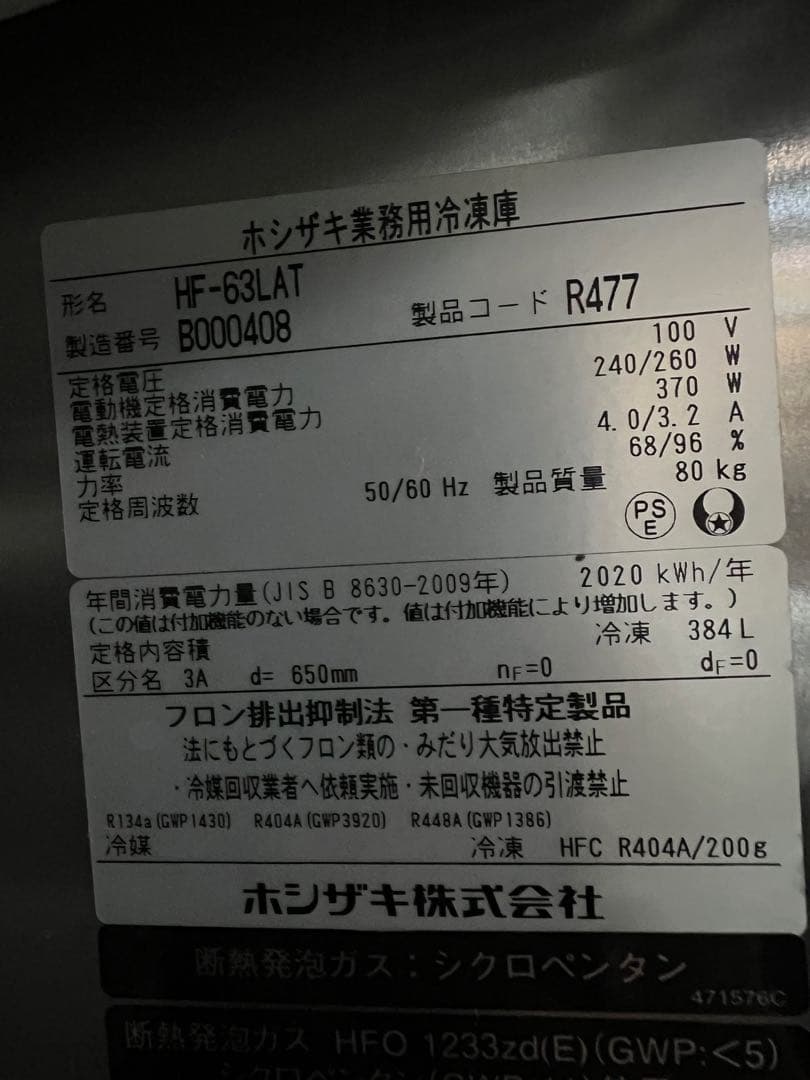 ホシザキ業務用冷凍庫
形名 HF-63LAT
製造番号 B000408 製品コード R477
定格電圧 100 V
電動機定格消費電力 240/260 W
電熱装置定格消費電力 370 W
運転電流 4.0/3.2 A
力率 68/96 %
定格周波数 50/60 Hz 製品質量 80 kg
PS
E
年間消費電力量(JIS B 8630-2009年) 2020 kWh/年
(この値は付加機能のない場合です。値は付加機能により増加します。)
定格内容積 冷凍 384 L
区分名 3A d= 650mm nF=0 dF=0
フロン排出抑制法 第一種特定製品
法にもとづくフロン類の・みだり大気放出禁止
・冷媒回収業者へ依頼実施・未回収機器の引渡禁止
R134a(GWP1430) R404A(GWP3920) R448A(GWP1386)
冷媒 冷凍 HFC R404A/200g
ホシザキ株式会社
断熱発泡ガス:シクロペンタン
471576C
断熱発泡ガス HFO 1233zd(E)(GWP:<5)
シクロペンタン(GWP